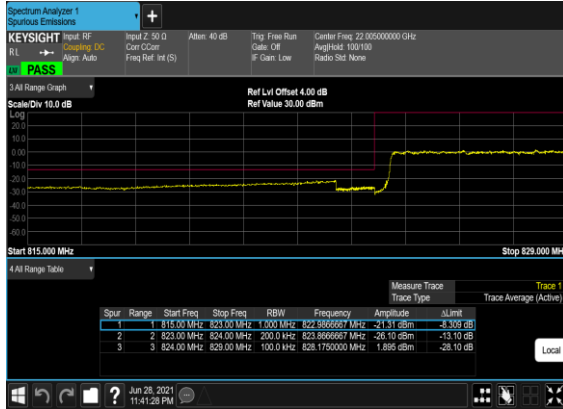 Spectrum Analyzer 1
Spurious Emissions
+
KEYSIGHT Input: RF Input Z: 50 Ω Atten: 40 dB Trig: Free Run Center Freq: 22.005000000 GHz
RL Coupling: DC Corr CCorr Gate: Off Avg|Hold: 100/100
Align: Auto Freq Ref: Int (S) IF Gain: Low Radio Std: None
PASS
3 All Range Graph Ref Lvl Offset 4.00 dB
Scale/Div 10.0 dB Ref Value 30.00 dBm
Log
20.0
10.0
0.00
-10.0
-20.0
-30.0
-40.0
-50.0
-60.0
Start 815.000 MHz Stop 829.000 MHz
4 All Range Table
Measure Trace Trace 1
Trace Type Trace Average (Active)
Spur Range Start Freq Stop Freq RBW Frequency Amplitude ΔLimit
1 1 815.00 MHz 823.00 MHz 1.000 MHz 822.9866667 MHz -21.31 dBm -8.309 dB
2 2 823.00 MHz 824.00 MHz 200.0 kHz 823.8666667 MHz -26.10 dBm -13.10 dB
3 3 824.00 MHz 829.00 MHz 100.0 kHz 828.1750000 MHz 1.895 dBm -28.10 dB
Local
? Jun 28, 2021
11:41:28 PM